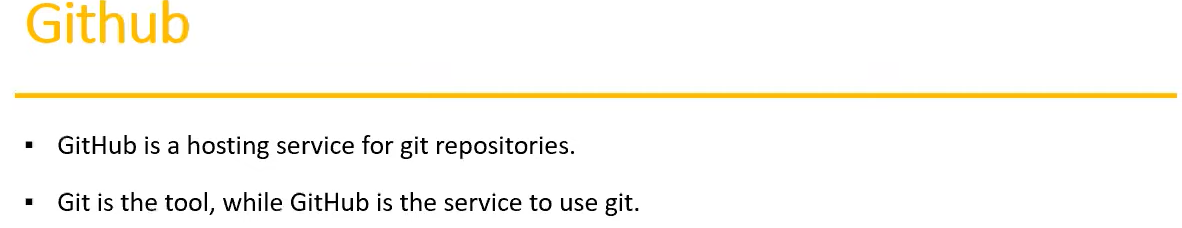 Github
▪ GitHub is a hosting service for git repositories.
▪ Git is the tool, while GitHub is the service to use git.